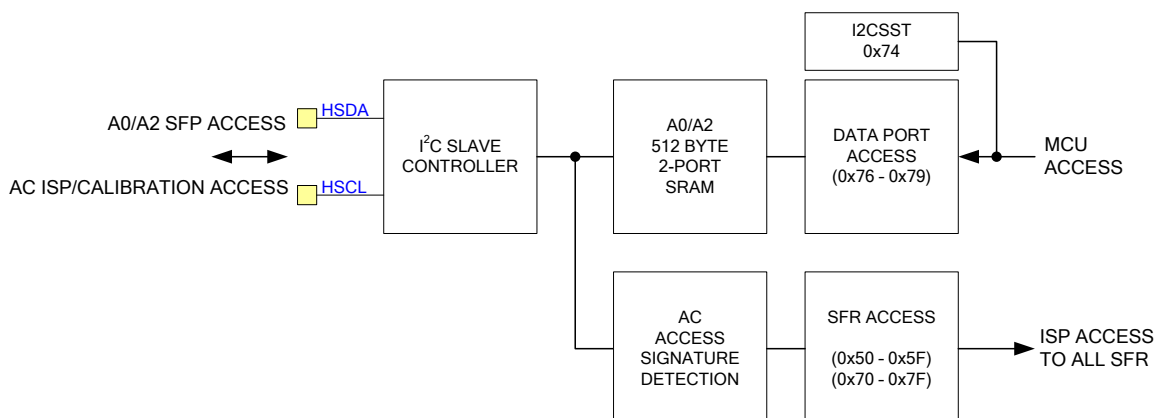 I2CSST
0x74
A0/A2 SFP ACCESS
AC ISP/CALIBRATION ACCESS
HSDA
HSCL
I²C SLAVE
CONTROLLER
A0/A2
512 BYTE
2-PORT
SRAM
DATA PORT
ACCESS
(0x76 - 0x79)
MCU
ACCESS
AC
ACCESS
SIGNATURE
DETECTION
SFR ACCESS
(0x50 - 0x5F)
(0x70 - 0x7F)
ISP ACCESS
TO ALL SFR